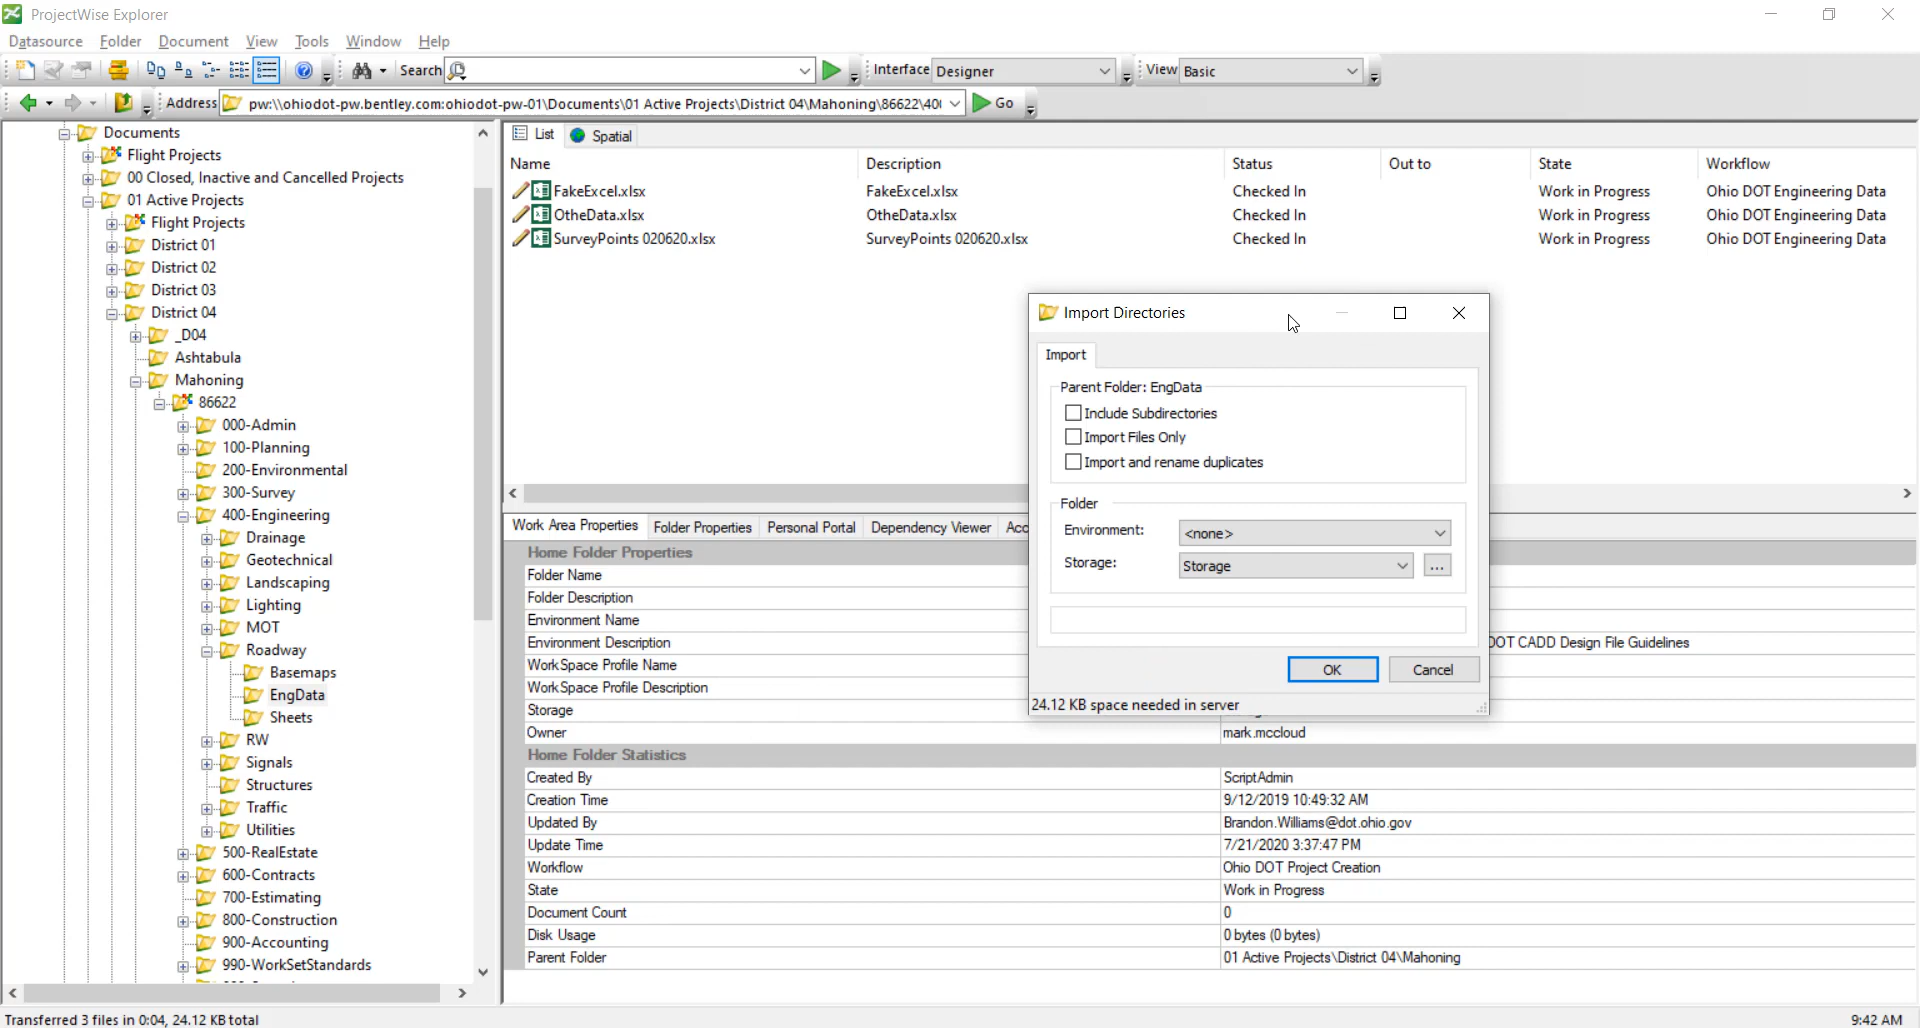 ProjectWise Explorer
Datasource Folder Document View Tools Window Help
Search Interface Designer View Basic
Address pw:\\ohiodot-pw.bentley.com:ohiodot-pw-01\Documents\01 Active Projects\District 04\Mahoning\86622\40 Go
Documents
Flight Projects
00 Closed, Inactive and Cancelled Projects
01 Active Projects
Flight Projects
District 01
District 02
District 03
District 04
_D04
Ashtabula
Mahoning
86622
000-Admin
100-Planning
200-Environmental
300-Survey
400-Engineering
Drainage
Geotechnical
Landscaping
Lighting
MOT
Roadway
Basemaps
EngData
Sheets
RW
Signals
Structures
Traffic
Utilities
500-RealEstate
600-Contracts
700-Estimating
800-Construction
900-Accounting
990-WorkSetStandards
List Spatial
Name Description Status Out to State Workflow
FakeExcel.xlsx FakeExcel.xlsx Checked In Work in Progress Ohio DOT Engineering Data
OtheData.xlsx OtheData.xlsx Checked In Work in Progress Ohio DOT Engineering Data
SurveyPoints 020620.xlsx SurveyPoints 020620.xlsx Checked In Work in Progress Ohio DOT Engineering Data
Import Directories
Import
Parent Folder: EngData
Include Subdirectories
Import Files Only
Import and rename duplicates
Folder
Environment: <none>
Storage: Storage ...
OK Cancel
24.12 KB space needed in server
Work Area Properties Folder Properties Personal Portal Dependency Viewer Acc
Home Folder Properties
Folder Name
Folder Description
Environment Name
Environment Description DOT CADD Design File Guidelines
WorkSpace Profile Name
WorkSpace Profile Description
Storage
Owner mark.mccloud
Home Folder Statistics
Created By ScriptAdmin
Creation Time 9/12/2019 10:49:32 AM
Updated By Brandon.Williams@dot.ohio.gov
Update Time 7/21/2020 3:37:47 PM
Workflow Ohio DOT Project Creation
State Work in Progress
Document Count 0
Disk Usage 0 bytes (0 bytes)
Parent Folder 01 Active Projects\District 04\Mahoning
Transferred 3 files in 0:04, 24.12 KB total 9:42 AM